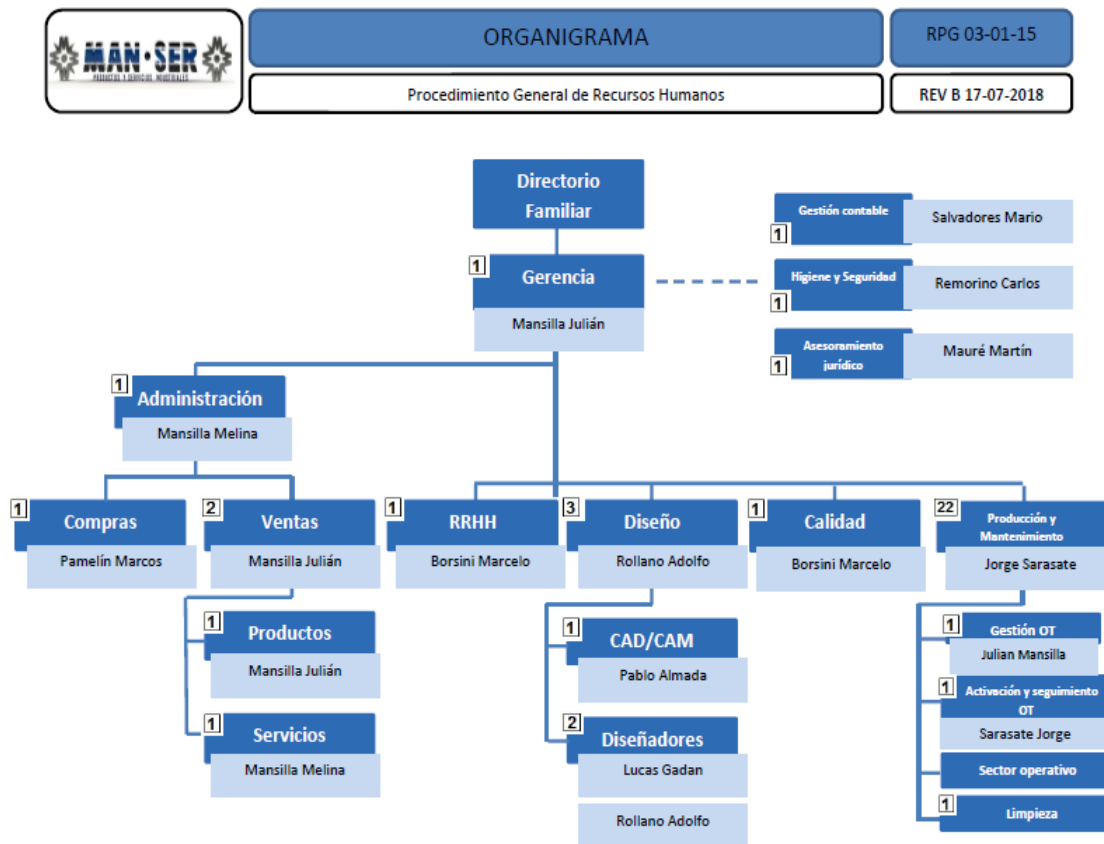 MAN·SER
PRODUCTOS Y SERVICIOS INDUSTRIALES
ORGANIGRAMA
RPG 03-01-15
Procedimiento General de Recursos Humanos
REV B 17-07-2018
Directorio
Familiar
1
Gerencia
Mansilla Julián
Gestión contable
1
Salvadores Mario
Higiene y Seguridad
1
Remorino Carlos
Asesoramiento
jurídico
1
Mauré Martín
1
Administración
Mansilla Melina
1
Compras
Pamelín Marcos
2
Ventas
Mansilla Julián
1
RRHH
Borsini Marcelo
3
Diseño
Rollano Adolfo
1
Calidad
Borsini Marcelo
22
Producción y
Mantenimiento
Jorge Sarasate
1
Productos
Mansilla Julián
1
Servicios
Mansilla Melina
1
CAD/CAM
Pablo Almada
2
Diseñadores
Lucas Gadan
Rollano Adolfo
1
Gestión OT
Julian Mansilla
1
Activación y seguimiento
OT
Sarasate Jorge
Sector operativo
1
Limpieza